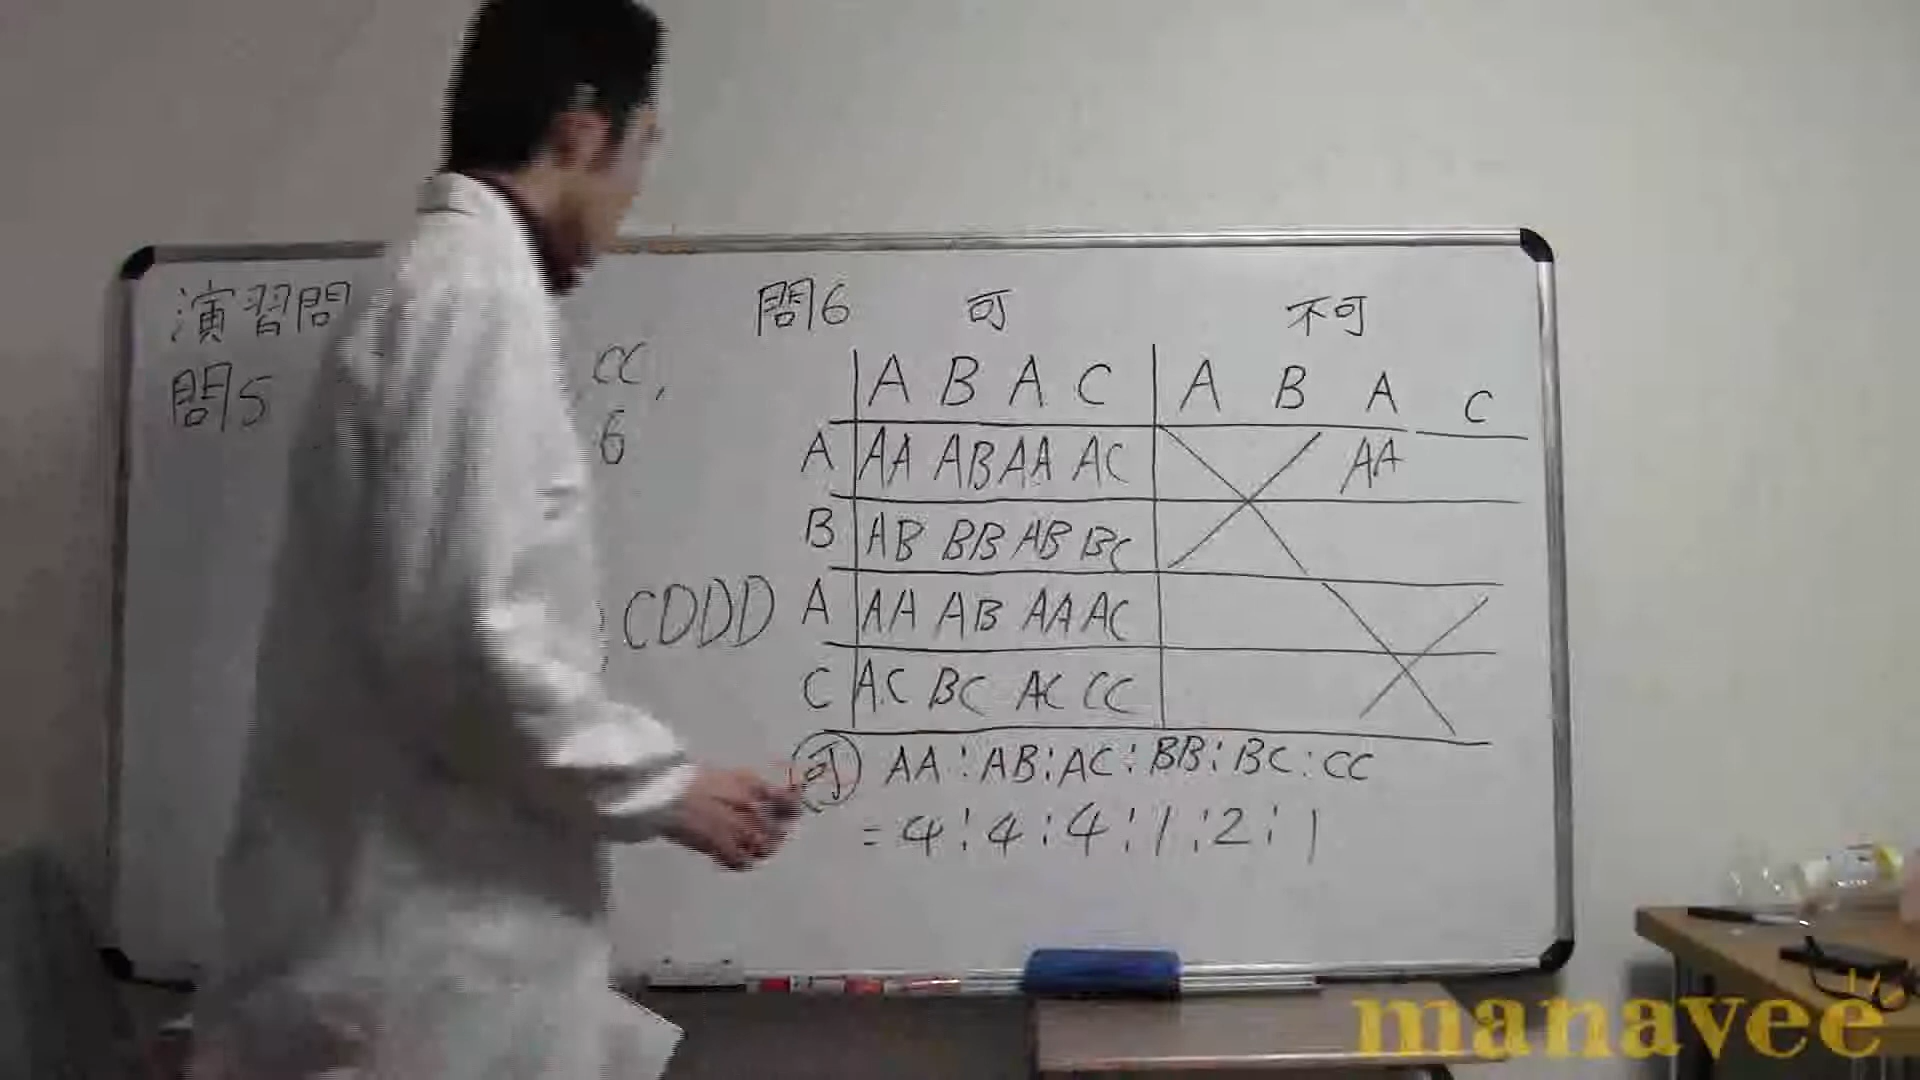 演習問
問5
CC,
6
CDDD
問6 可 不可
A B A C A B A C
A AA AB AA AC AA
B AB BB AB BC
A AA AB AA AC
C AC BC AC CC
可 AA:AB:AC:BB:BC:CC
=4:4:4:1:2:1
manavee